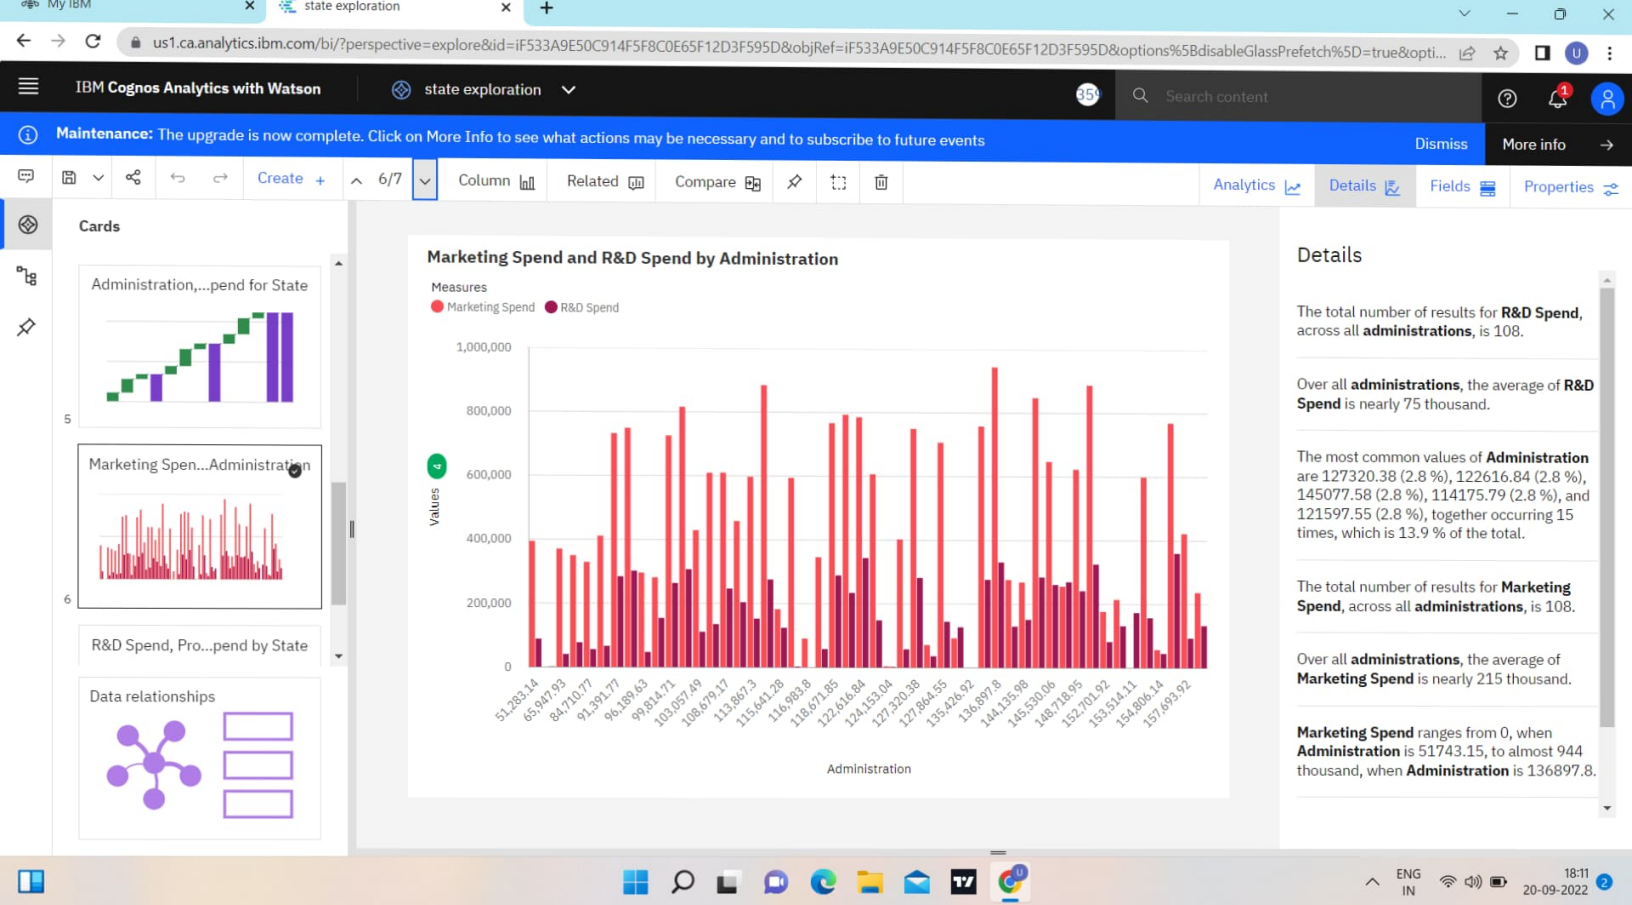 My IBM
state exploration
us1.ca.analytics.ibm.com/bi/?perspective=explore&id=iF533A9E50C914F5F8C0E65F12D3F595D&objRef=iF533A9E50C914F5F8C0E65F12D3F595D&options%5BdisableGlassPrefetch%5D=true&opti...
U
IBM Cognos Analytics with Watson
state exploration
359
Search content
1
Maintenance: The upgrade is now complete. Click on More Info to see what actions may be necessary and to subscribe to future events
Dismiss
More info
Create +
6/7
Column
Related
Compare
Analytics
Details
Fields
Properties
Cards
Administration,...pend for State
5
Marketing Spen...Administration
6
R&D Spend, Pro...pend by State
Data relationships
Marketing Spend and R&D Spend by Administration
Measures
Marketing Spend
R&D Spend
1,000,000
800,000
600,000
400,000
200,000
0
Values
4
51,283.14
65,947.93
84,710.77
91,391.77
96,189.63
99,814.71
103,057.49
108,679.17
113,867.3
115,641.28
116,983.8
118,671.85
122,616.84
124,153.04
127,320.38
127,864.55
135,426.92
136,897.8
144,135.98
145,530.06
148,718.95
152,701.92
153,514.11
154,806.14
157,693.92
Administration
Details
The total number of results for R&D Spend,
across all administrations, is 108.
Over all administrations, the average of R&D
Spend is nearly 75 thousand.
The most common values of Administration
are 127320.38 (2.8 %), 122616.84 (2.8 %),
145077.58 (2.8 %), 114175.79 (2.8 %), and
121597.55 (2.8 %), together occurring 15
times, which is 13.9 % of the total.
The total number of results for Marketing
Spend, across all administrations, is 108.
Over all administrations, the average of
Marketing Spend is nearly 215 thousand.
Marketing Spend ranges from 0, when
Administration is 51743.15, to almost 944
thousand, when Administration is 136897.8.
U
ENG
IN
18:11
20-09-2022
2